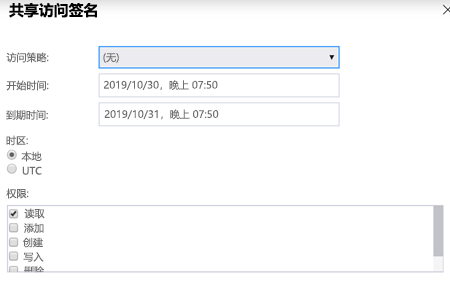 共享访问签名
访问策略: (无)
开始时间: 2019/10/30，晚上 07:50
到期时间: 2019/10/31，晚上 07:50
时区:
本地
UTC
权限:
读取
添加
创建
写入
删除